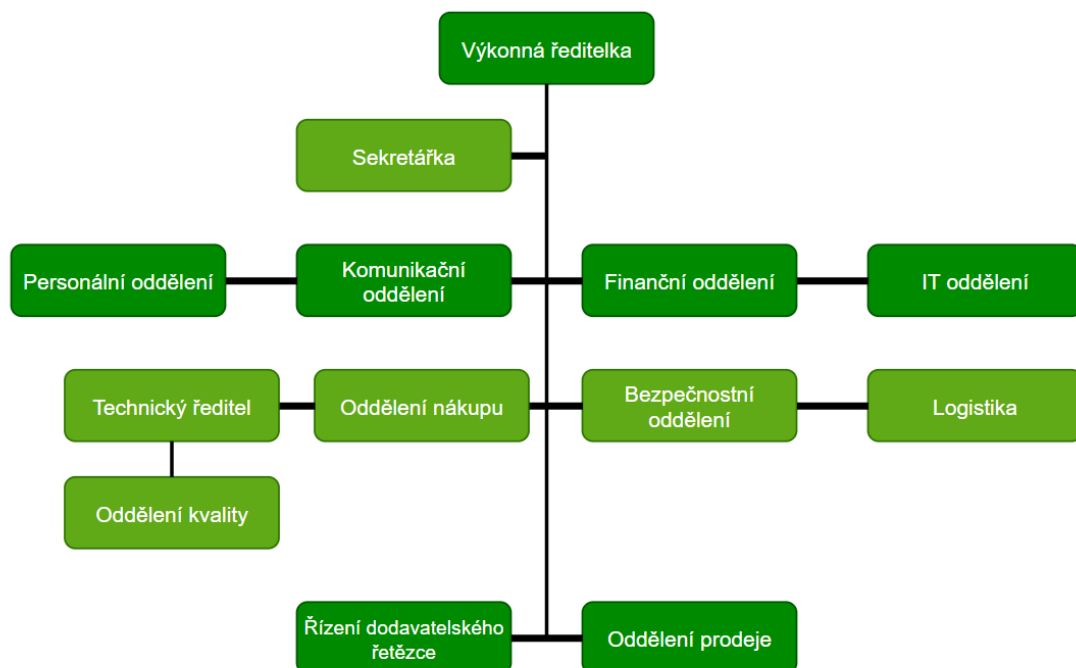 Výkonná ředitelka
Sekretářka
Personální oddělení
Komunikační
oddělení
Finanční oddělení
IT oddělení
Technický ředitel
Oddělení nákupu
Bezpečnostní
oddělení
Logistika
Oddělení kvality
Řízení dodavatelského
řetězce
Oddělení prodeje